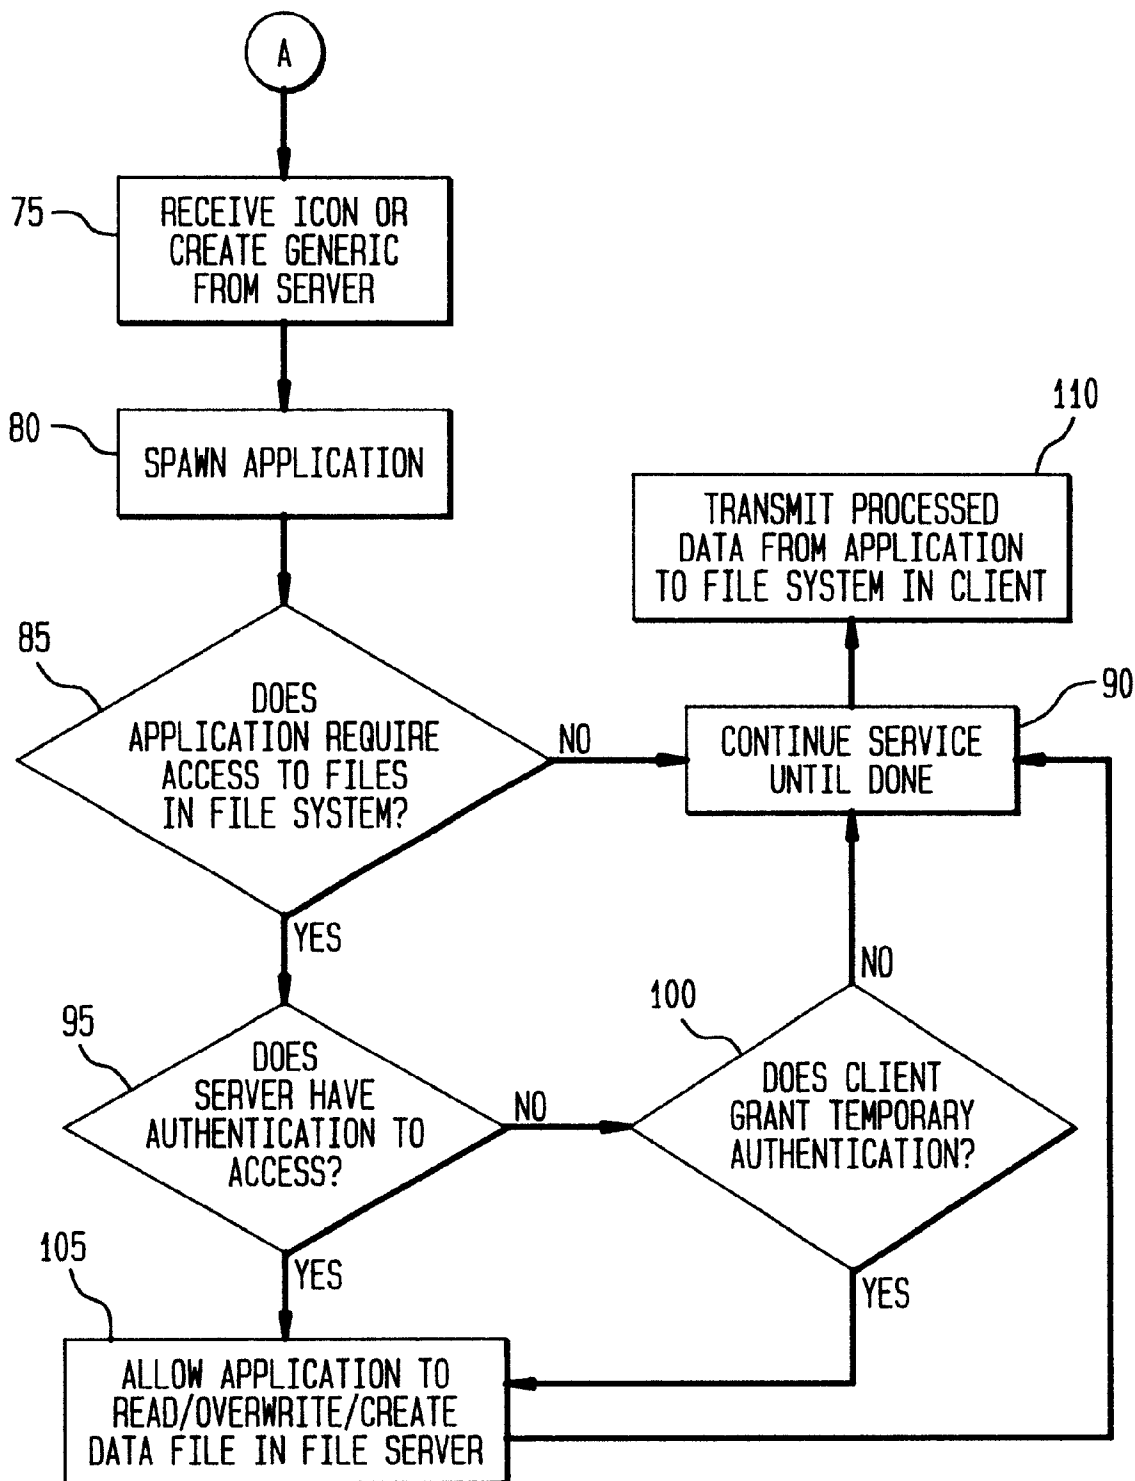 A
75
RECEIVE ICON OR
CREATE GENERIC
FROM SERVER
80
SPAWN APPLICATION
110
TRANSMIT PROCESSED
DATA FROM APPLICATION
TO FILE SYSTEM IN CLIENT
85
DOES
APPLICATION REQUIRE
ACCESS TO FILES
IN FILE SYSTEM?
NO
90
CONTINUE SERVICE
UNTIL DONE
YES
NO
95
DOES
SERVER HAVE
AUTHENTICATION TO
ACCESS?
NO
100
DOES CLIENT
GRANT TEMPORARY
AUTHENTICATION?
YES
YES
105
ALLOW APPLICATION TO
READ/OVERWRITE/CREATE
DATA FILE IN FILE SERVER